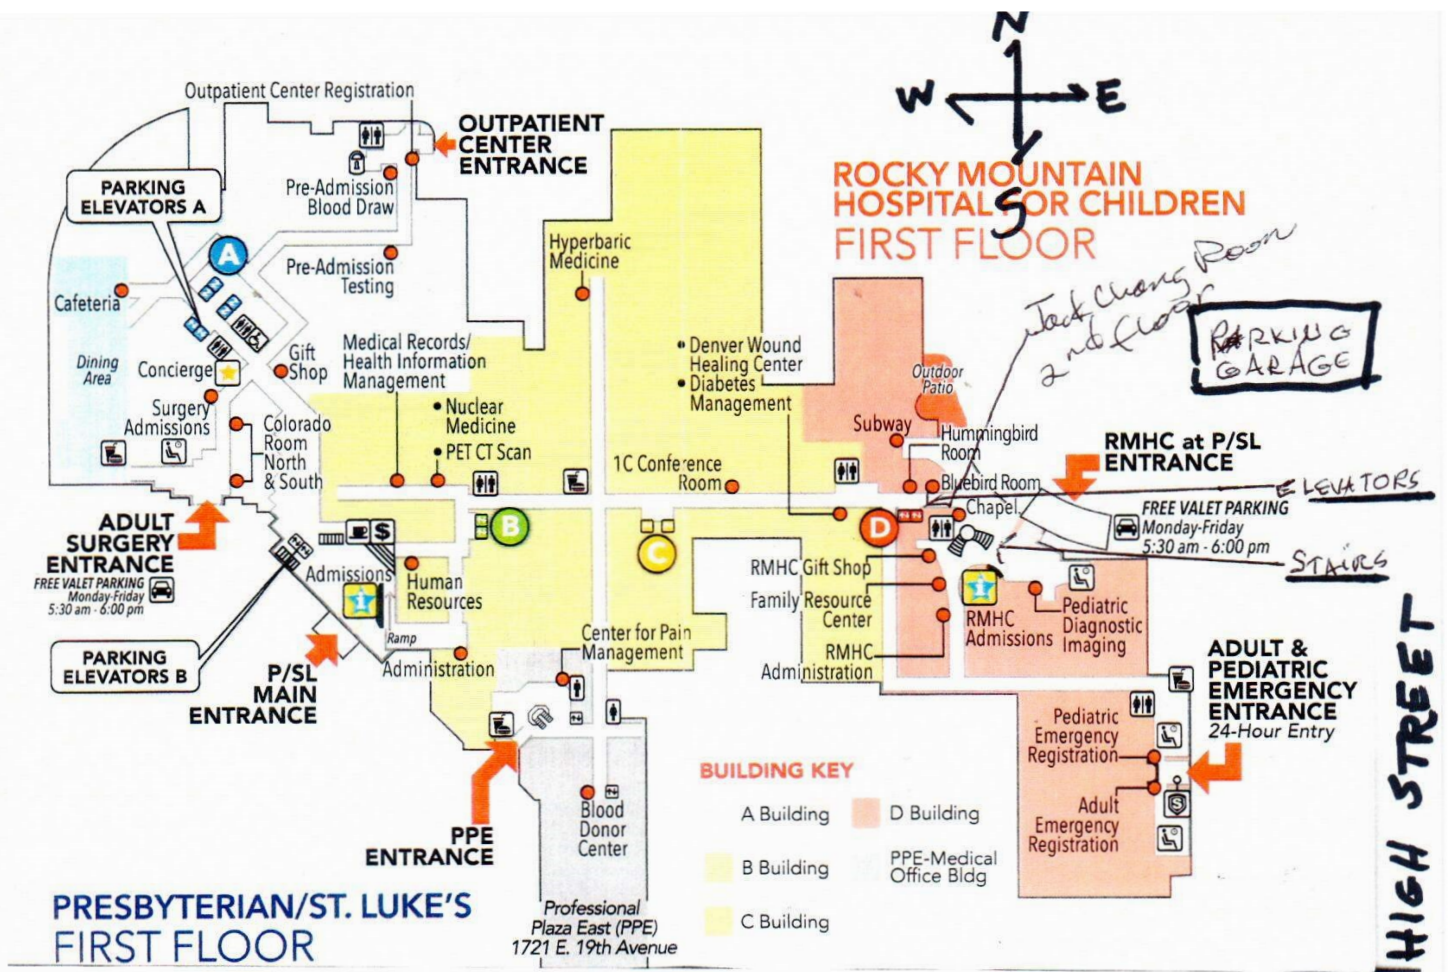 N
W
E
S
ROCKY MOUNTAIN
HOSPITAL FOR CHILDREN
FIRST FLOOR
Jack Chang Room
2nd floor
PARKING
GARAGE
Outpatient Center Registration
OUTPATIENT
CENTER
ENTRANCE
PARKING
ELEVATORS A
Pre-Admission
Blood Draw
A
Pre-Admission
Testing
Cafeteria
Dining
Area
Concierge
Gift
Shop
Surgery
Admissions
Colorado
Room
North
& South
Medical Records/
Health Information
Management
• Nuclear
Medicine
• PET CT Scan
Hyperbaric
Medicine
• Denver Wound
Healing Center
• Diabetes
Management
1C Conference
Room
Outdoor
Patio
Subway
Hummingbird
Room
Bluebird Room
Chapel
RMHC at P/SL
ENTRANCE
ELEVATORS
FREE VALET PARKING
Monday-Friday
5:30 am - 6:00 pm
STAIRS
ADULT
SURGERY
ENTRANCE
FREE VALET PARKING
Monday-Friday
5:30 am - 6:00 pm
$
B
C
D
Admissions
i
Human
Resources
Ramp
Administration
PARKING
ELEVATORS B
P/SL
MAIN
ENTRANCE
Center for Pain
Management
RMHC Gift Shop
Family Resource
Center
RMHC
Administration
i
RMHC
Admissions
Pediatric
Diagnostic
Imaging
ADULT &
PEDIATRIC
EMERGENCY
ENTRANCE
24-Hour Entry
Pediatric
Emergency
Registration
Adult
Emergency
Registration
S
HIGH STREET
PPE
ENTRANCE
Blood
Donor
Center
Professional
Plaza East (PPE)
1721 E. 19th Avenue
BUILDING KEY
A Building
B Building
C Building
D Building
PPE-Medical
Office Bldg
PRESBYTERIAN/ST. LUKE'S
FIRST FLOOR